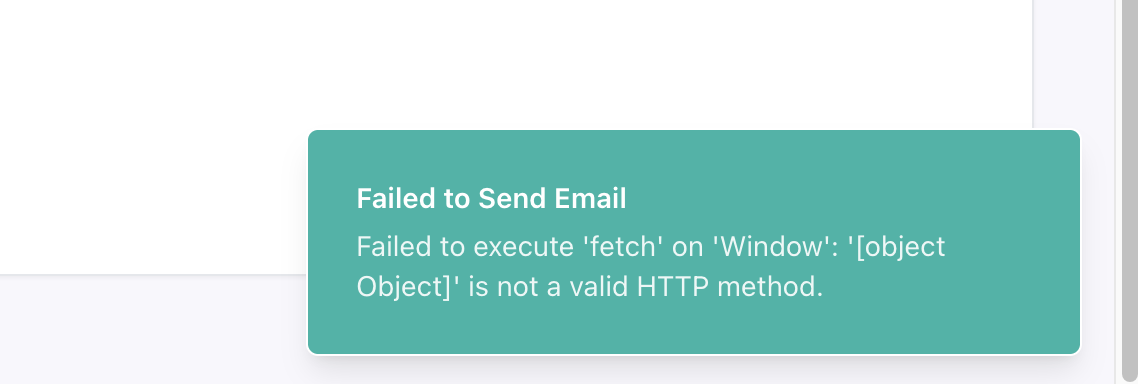 Failed to Send Email
Failed to execute 'fetch' on 'Window': '[object
Object]' is not a valid HTTP method.